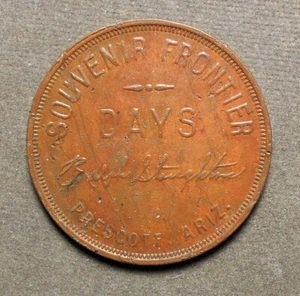 SOUVENIR FRONTIER
DAYS
PRESCOTT, ARIZ.